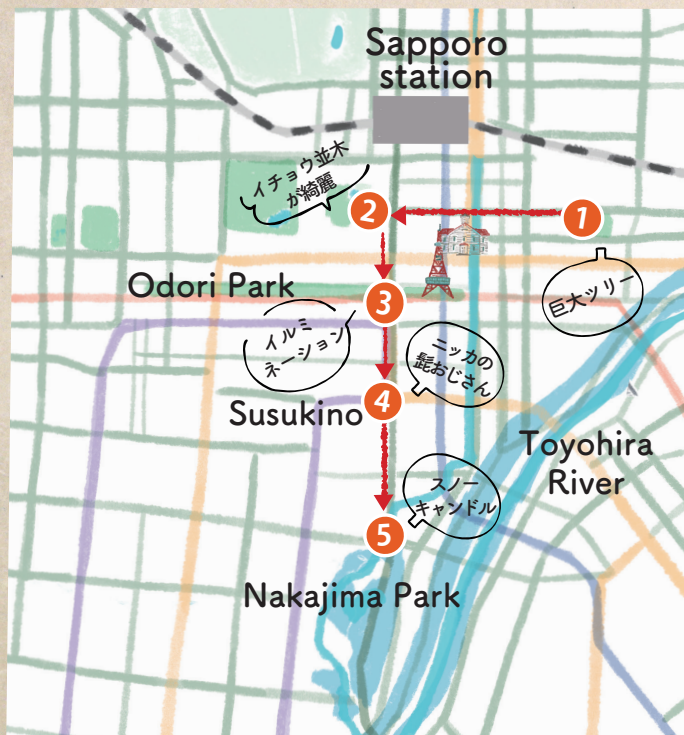 Sapporo
station
イチョウ並木
が綺麗
2
1
巨大ツリー
Odori Park
3
イルミ
ネーション
ニッカの
髭おじさん
4
Susukino
Toyohira
River
スノー
キャンドル
5
Nakajima Park